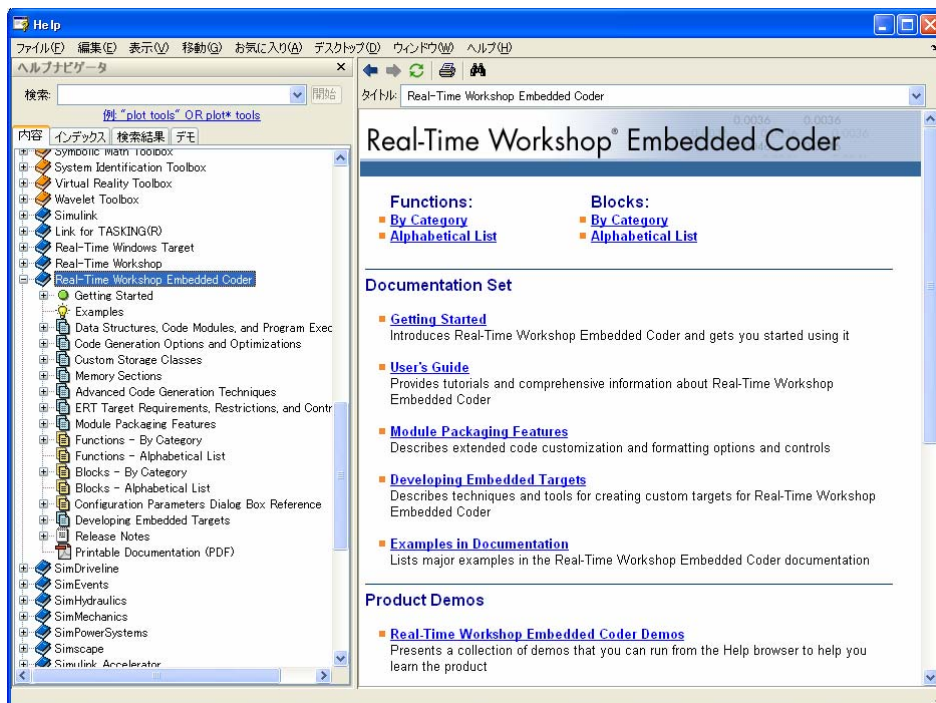 Help
ファイル(F) 編集(E) 表示(V) 移動(G) お気に入り(A) デスクトップ(D) ウィンドウ(W) ヘルプ(H)
ヘルプナビゲータ
検索: 開始
例: "plot tools" OR plot* tools
内容 インデックス 検索結果 デモ
Symbolic Math Toolbox
System Identification Toolbox
Virtual Reality Toolbox
Wavelet Toolbox
Simulink
Link for TASKING(R)
Real-Time Windows Target
Real-Time Workshop
Real-Time Workshop Embedded Coder
Getting Started
Examples
Data Structures, Code Modules, and Program Exec
Code Generation Options and Optimizations
Custom Storage Classes
Memory Sections
Advanced Code Generation Techniques
ERT Target Requirements, Restrictions, and Contr
Module Packaging Features
Functions - By Category
Functions - Alphabetical List
Blocks - By Category
Blocks - Alphabetical List
Configuration Parameters Dialog Box Reference
Developing Embedded Targets
Release Notes
Printable Documentation (PDF)
SimDriveline
SimEvents
SimHydraulics
SimMechanics
SimPowerSystems
Simscape
Simulink Accelerator
タイトル: Real-Time Workshop Embedded Coder
0.0036 0.0036
Real-Time Workshop® Embedded Coder
Functions: Blocks:
By Category By Category
Alphabetical List Alphabetical List
Documentation Set
Getting Started
Introduces Real-Time Workshop Embedded Coder and gets you started using it
User's Guide
Provides tutorials and comprehensive information about Real-Time Workshop
Embedded Coder
Module Packaging Features
Describes extended code customization and formatting options and controls
Developing Embedded Targets
Describes techniques and tools for creating custom targets for Real-Time Workshop
Embedded Coder
Examples in Documentation
Lists major examples in the Real-Time Workshop Embedded Coder documentation
Product Demos
Real-Time Workshop Embedded Coder Demos
Presents a collection of demos that you can run from the Help browser to help you
learn the product